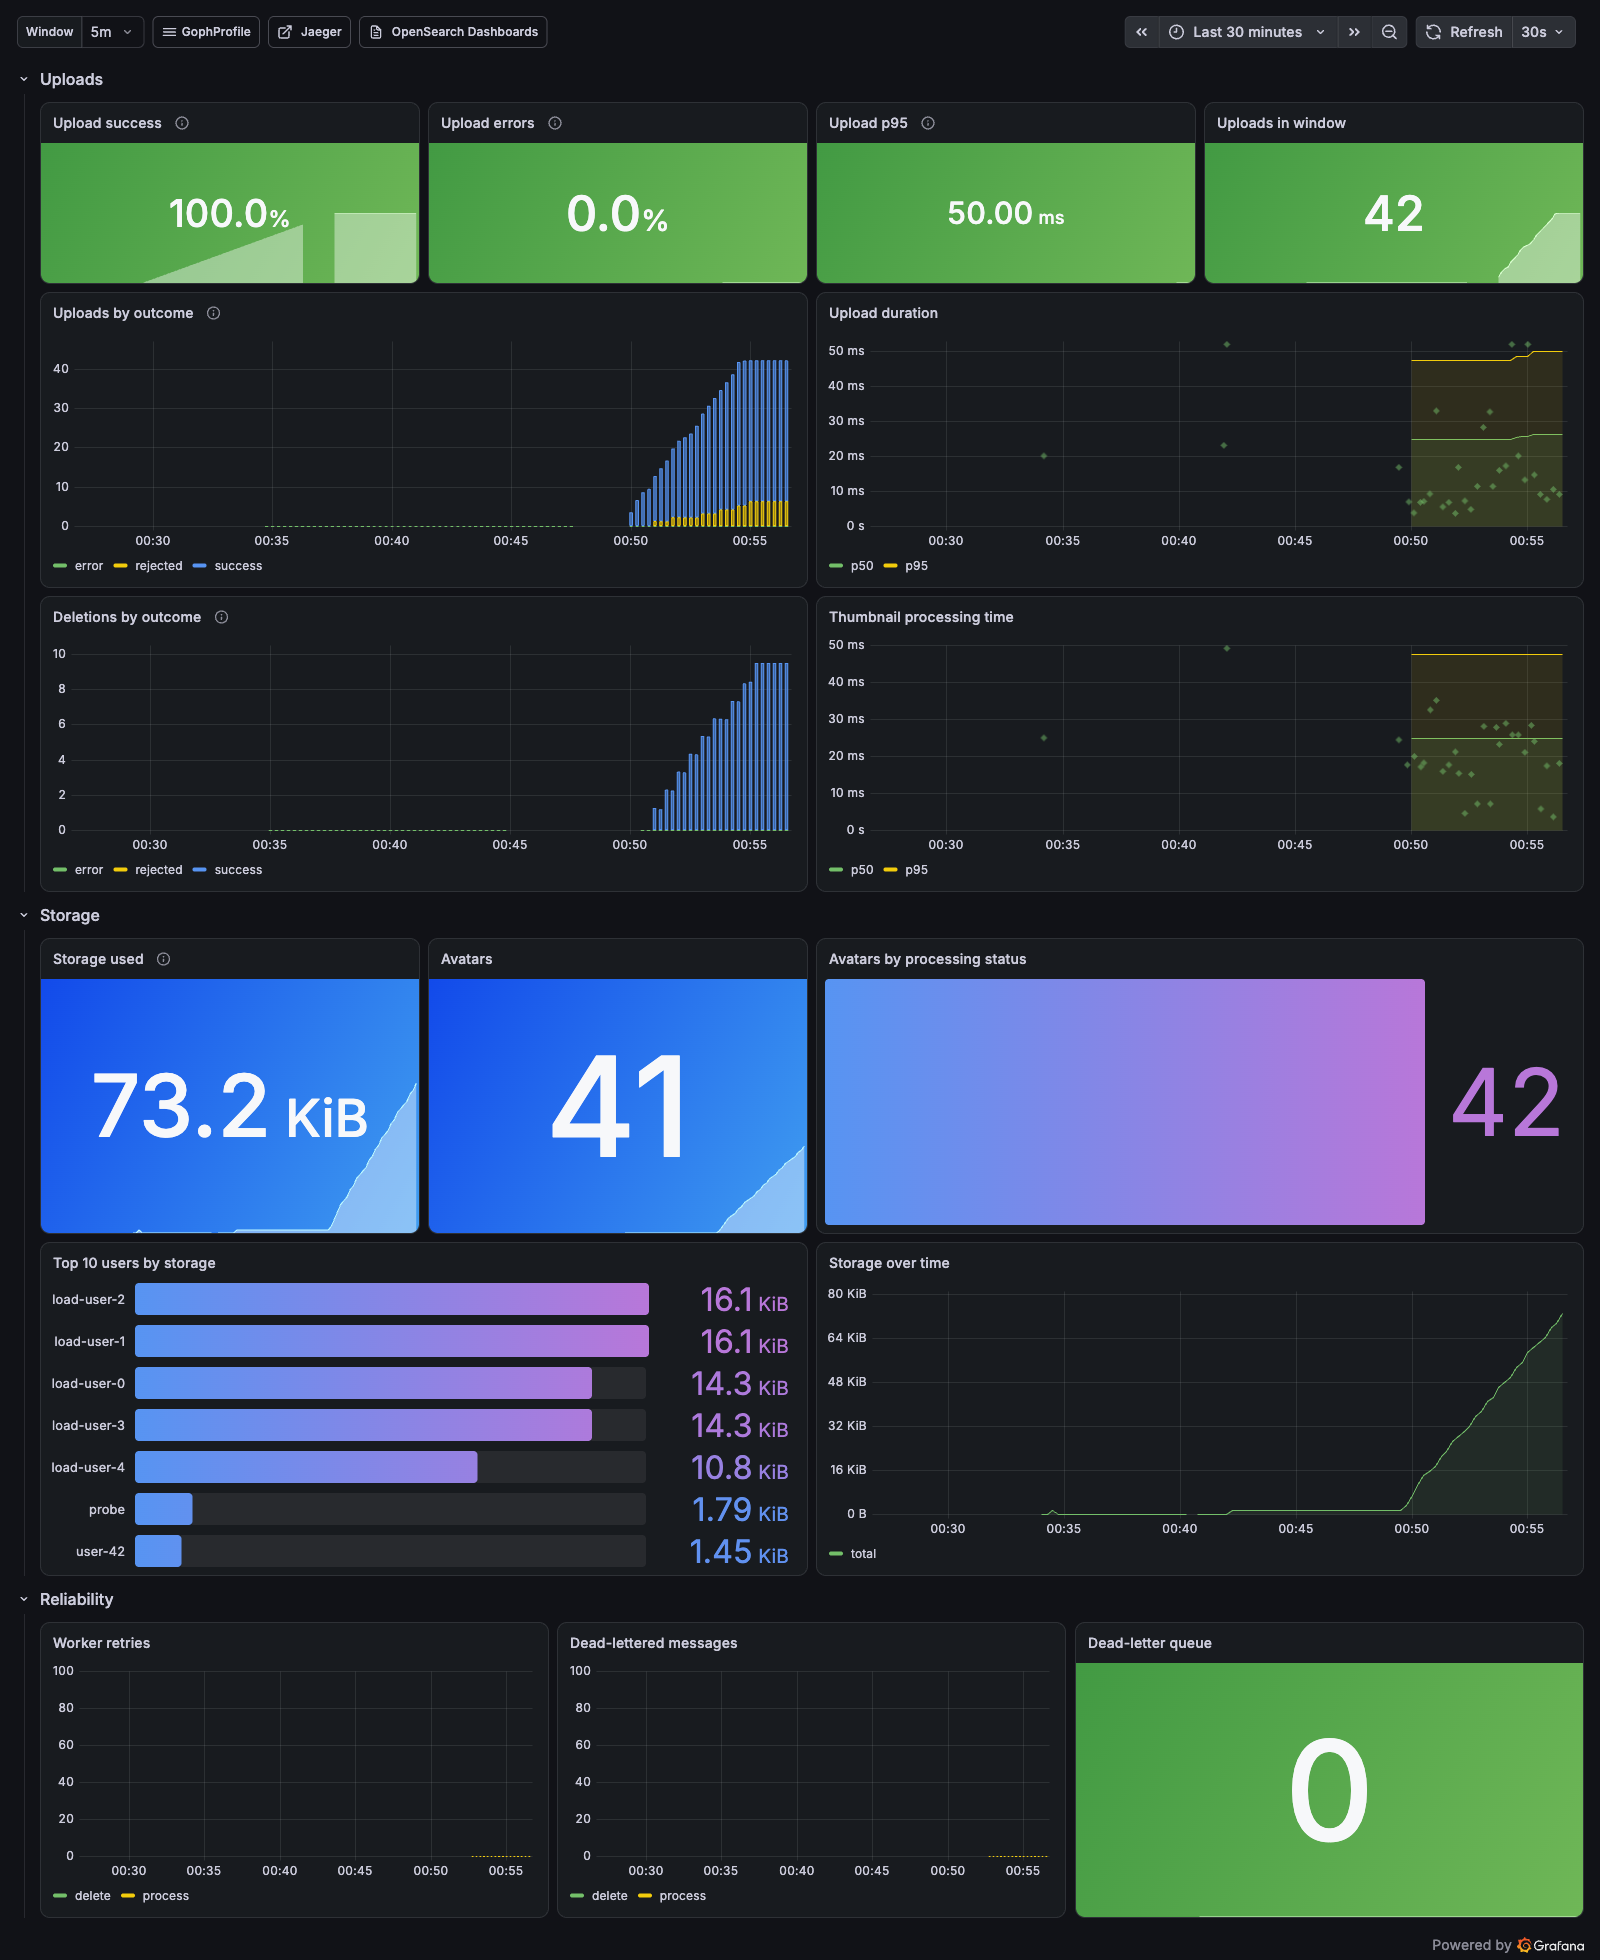 Window 5m GophProfile Jaeger OpenSearch Dashboards Last 30 minutes Refresh 30s
Uploads
Upload success Upload errors Upload p95 Uploads in window
100.0% 0.0% 50.00 ms 42
Uploads by outcome
40
30
20
10
0
00:30 00:35 00:40 00:45 00:50 00:55
error rejected success
Upload duration
50 ms
40 ms
30 ms
20 ms
10 ms
0 s
00:30 00:35 00:40 00:45 00:50 00:55
p50 p95
Deletions by outcome
10
8
6
4
2
0
00:30 00:35 00:40 00:45 00:50 00:55
error rejected success
Thumbnail processing time
50 ms
40 ms
30 ms
20 ms
10 ms
0 s
00:30 00:35 00:40 00:45 00:50 00:55
p50 p95
Storage
Storage used Avatars Avatars by processing status
73.2 KiB 41 42
Top 10 users by storage
load-user-2 16.1 KiB
load-user-1 16.1 KiB
load-user-0 14.3 KiB
load-user-3 14.3 KiB
load-user-4 10.8 KiB
probe 1.79 KiB
user-42 1.45 KiB
Storage over time
80 KiB
64 KiB
48 KiB
32 KiB
16 KiB
0 B
00:30 00:35 00:40 00:45 00:50 00:55
total
Reliability
Worker retries
100
80
60
40
20
0
00:30 00:35 00:40 00:45 00:50 00:55
delete process
Dead-lettered messages
100
80
60
40
20
0
00:30 00:35 00:40 00:45 00:50 00:55
delete process
Dead-letter queue
0
Powered by Grafana